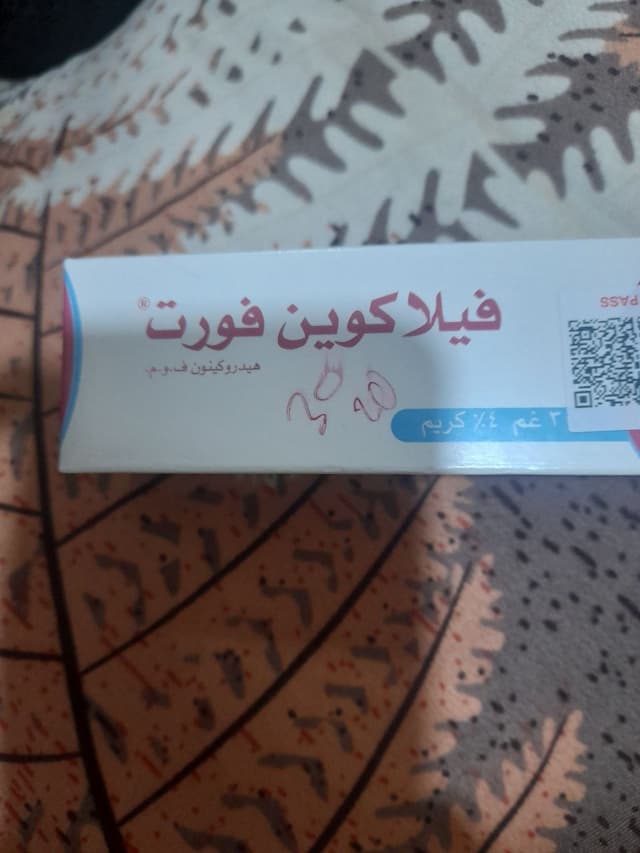 فيلاكوين فورت®
هيدروكينون ف.و.م.
غم ٤٪ كريم
PASS